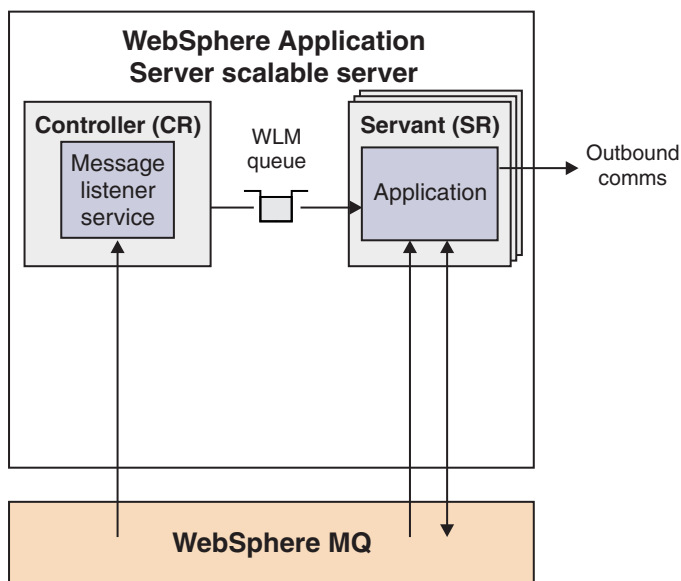 WebSphere Application
Server scalable server
Controller (CR)
Message
listener
service
WLM
queue
Servant (SR)
Application
Outbound
comms
WebSphere MQ